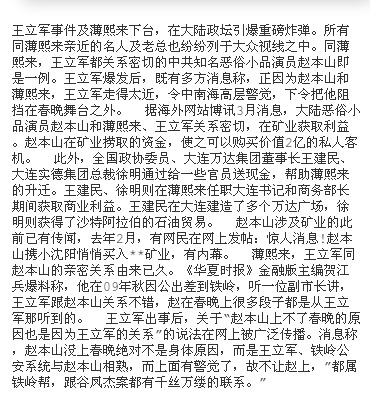 王立军事件及薄熙来下台，在大陆政坛引爆重磅炸弹。所有
同薄熙来亲近的名人及老总也纷纷列于大众视线之中。同薄
熙来，王立军都关系密切的中共知名恶俗小品演员赵本山即
是一例。王立军爆发后，既有多方消息称，正因为赵本山和
薄熙来，王立军走得太近，令中南海高层警觉，下令把他阻
挡在春晚舞台之外。　据海外网站博讯3月消息，大陆恶俗小
品演员赵本山和薄熙来、王立军关系密切，在矿业获取利益
。赵本山在矿业捞取的资金，使之可以购买价值2亿的私人客
机。　此外，全国政协委员、大连万达集团董事长王建民、
大连实德集团总裁徐明通过给一些官员送现金，帮助薄熙来
的升迁。王建民、徐明则在薄熙来任职大连书记和商务部长
期间获取商业利益。王建民在大连建造了多个万达广场，徐
明则获得了沙特阿拉伯的石油贸易。　赵本山涉及矿业的此
前已有传闻，去年2月，有网民在网上发帖：惊人消息!赵本
山携小沈阳悄悄买入**矿业，有内幕。　薄熙来，王立军同
赵本山的亲密关系由来己久。《华夏时报》金融版主编贺江
兵爆料称，他在09年秋因公出差到铁岭，听一位副市长讲，
王立军跟赵本山关系不错，赵在春晚上很多段子都是从王立
军那听到的。　王立军出事后，关于“赵本山上不了春晚的原
因也是因为王立军的关系”的说法在网上被广泛传播。消息称
，赵本山没上春晚绝对不是身体原因，而是王立军、铁岭公
安系统与赵本山相熟，而上面有警觉了，故不让赵上，”都属
铁岭帮，跟谷凤杰案都有千丝万缕的联系。”